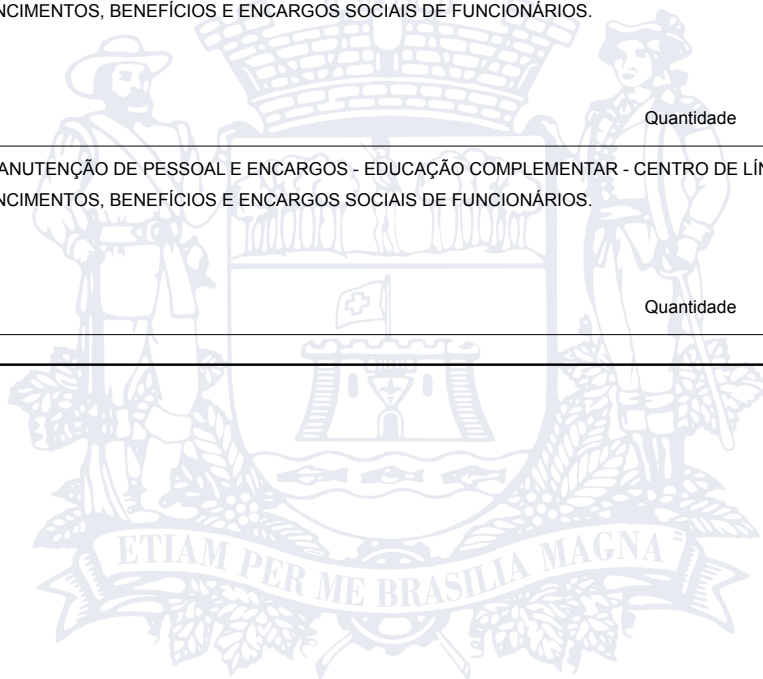 NCIMENTOS, BENEFÍCIOS E ENCARGOS SOCIAIS DE FUNCIONÁRIOS.
Quantidade
ANUTENÇÃO DE PESSOAL E ENCARGOS - EDUCAÇÃO COMPLEMENTAR - CENTRO DE LÍN
NCIMENTOS, BENEFÍCIOS E ENCARGOS SOCIAIS DE FUNCIONÁRIOS.
Quantidade
ETIAM PER ME BRASILIA MAGNA